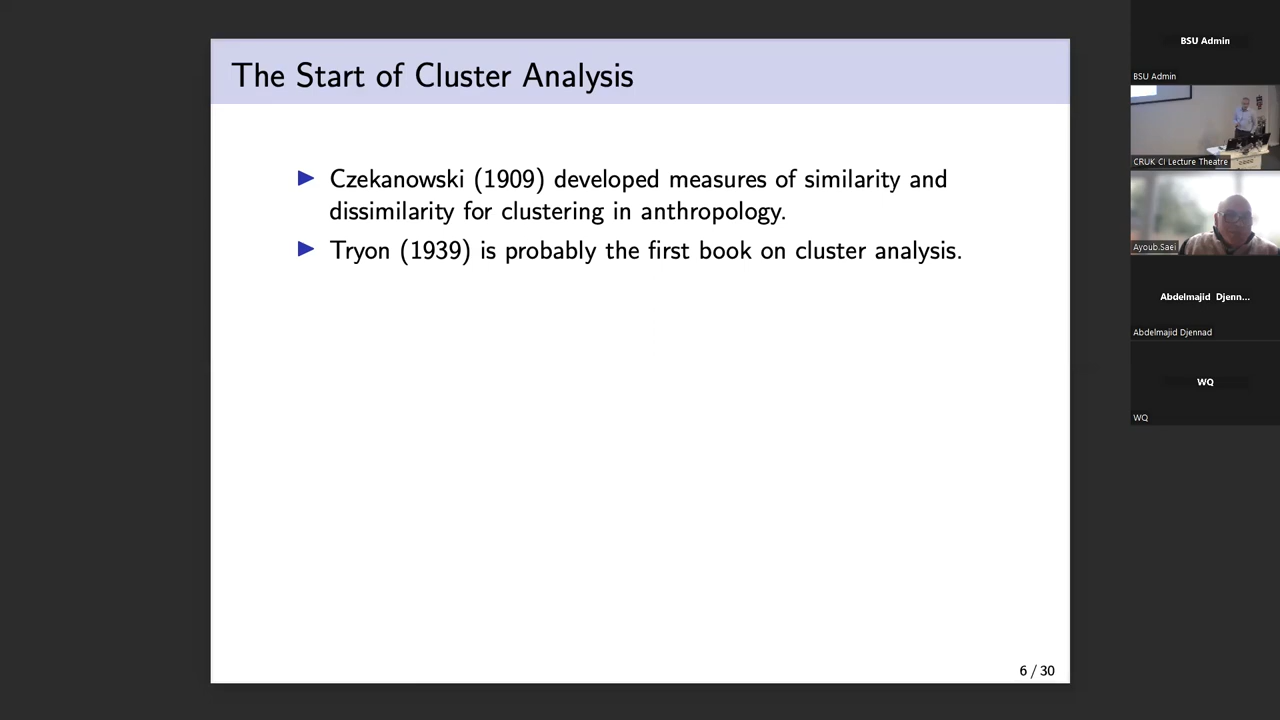 The Start of Cluster Analysis
Czekanowski (1909) developed measures of similarity and
dissimilarity for clustering in anthropology.
Tryon (1939) is probably the first book on cluster analysis.
6 / 30
BSU Admin
BSU Admin
CRUK CI Lecture Theatre
Ayoub.Saei
Abdelmajid Djenn...
Abdelmajid Djennad
WQ
WQ